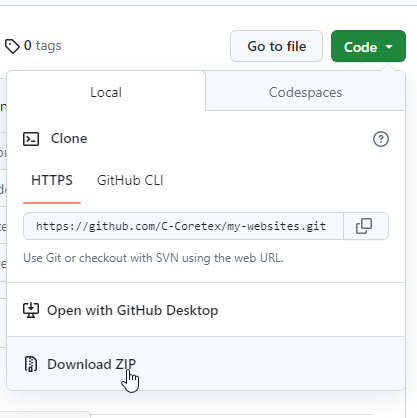 0 tags
Go to file
Code
Local
Codespaces
Clone
HTTPS
GitHub CLI
https://github.com/C-Coretex/my-websites.git
Use Git or checkout with SVN using the web URL.
Open with GitHub Desktop
Download ZIP